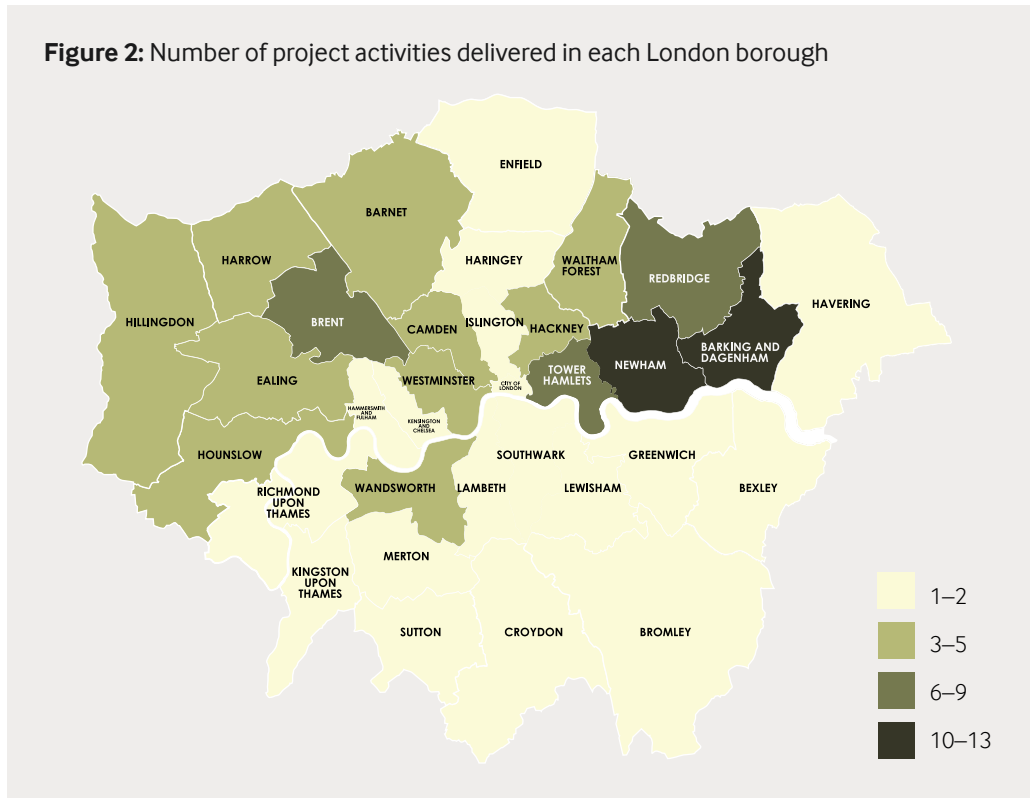 Figure 2: Number of project activities delivered in each London borough
ENFIELD
BARNET
HARINGEY
WALTHAM
FOREST
HARROW
REDBRIDGE
HAVERING
HILLINGDON
BRENT
CAMDEN
ISLINGTON
HACKNEY
BARKING AND
DAGENHAM
NEWHAM
TOWER
HAMLETS
EALING
WESTMINSTER
CITY OF
LONDON
HAMMERSMITH
AND
FULHAM
KENSINGTON
AND
CHELSEA
HOUNSLOW
SOUTHWARK
GREENWICH
RICHMOND
UPON
THAMES
WANDSWORTH
LAMBETH
LEWISHAM
BEXLEY
MERTON
KINGSTON
UPON
THAMES
SUTTON
CROYDON
BROMLEY
1–2
3–5
6–9
10–13